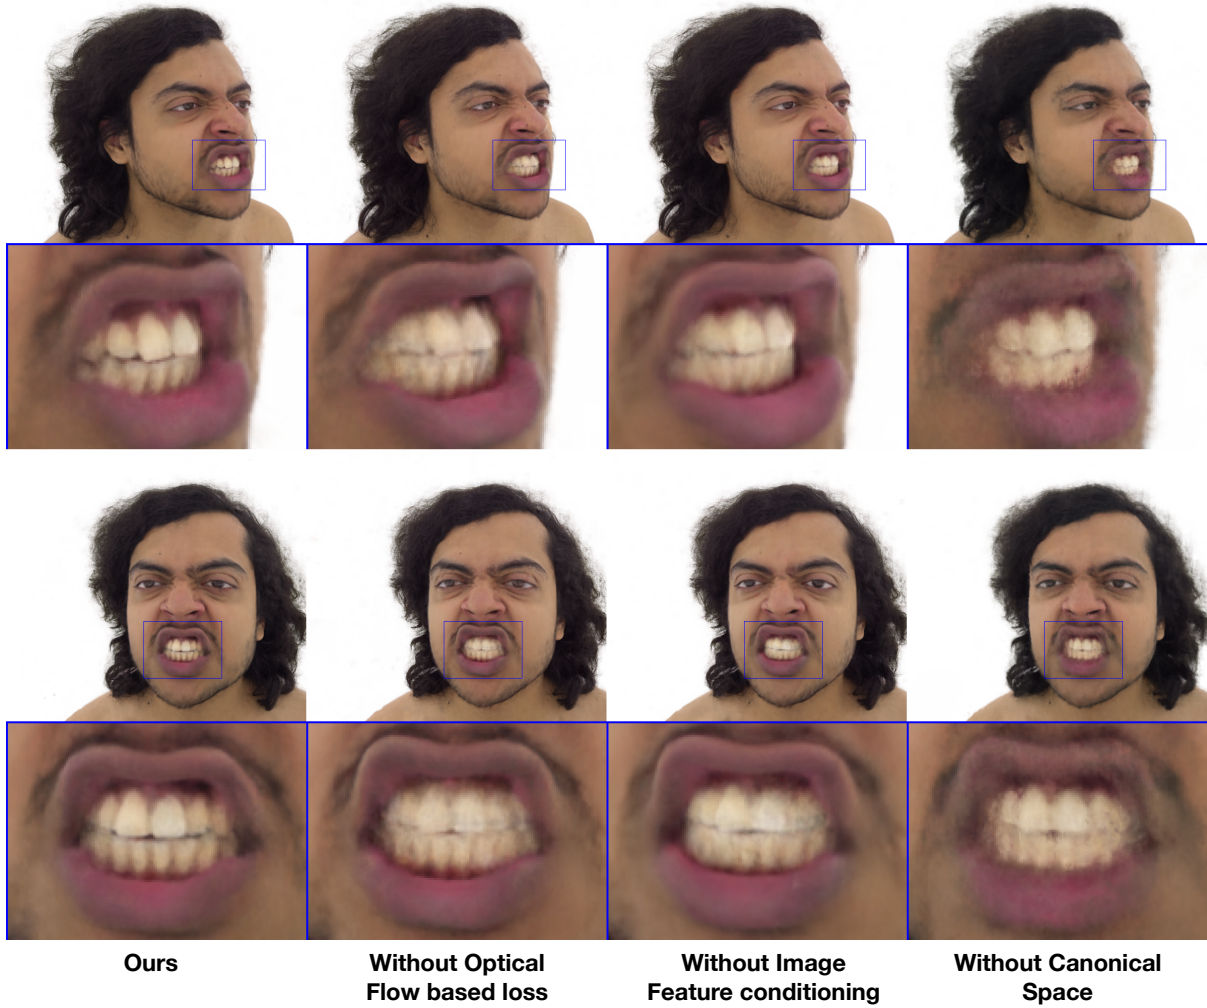 Ours
Without Optical
Flow based loss
Without Image
Feature conditioning
Without Canonical
Space